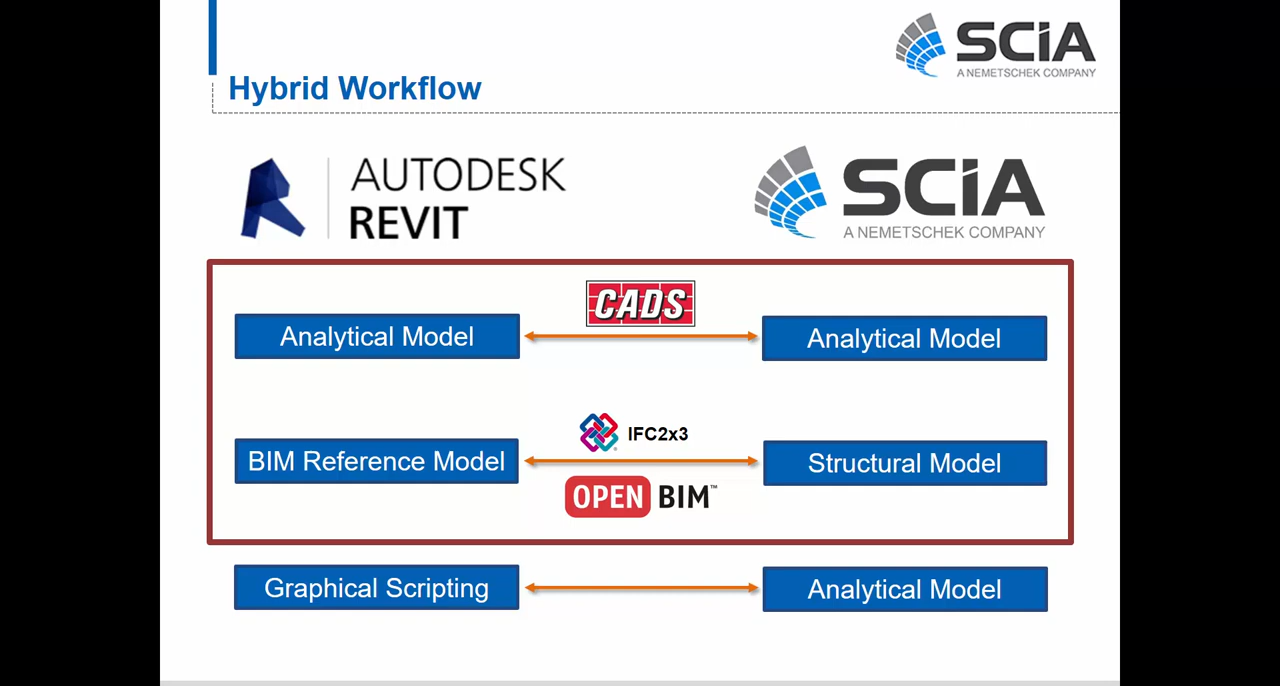 SCiA
A NEMETSCHEK COMPANY
Hybrid Workflow
AUTODESK
REVIT
SCiA
A NEMETSCHEK COMPANY
CADS
Analytical Model
Analytical Model
IFC2x3
BIM Reference Model
Structural Model
OPEN BIM™
Graphical Scripting
Analytical Model